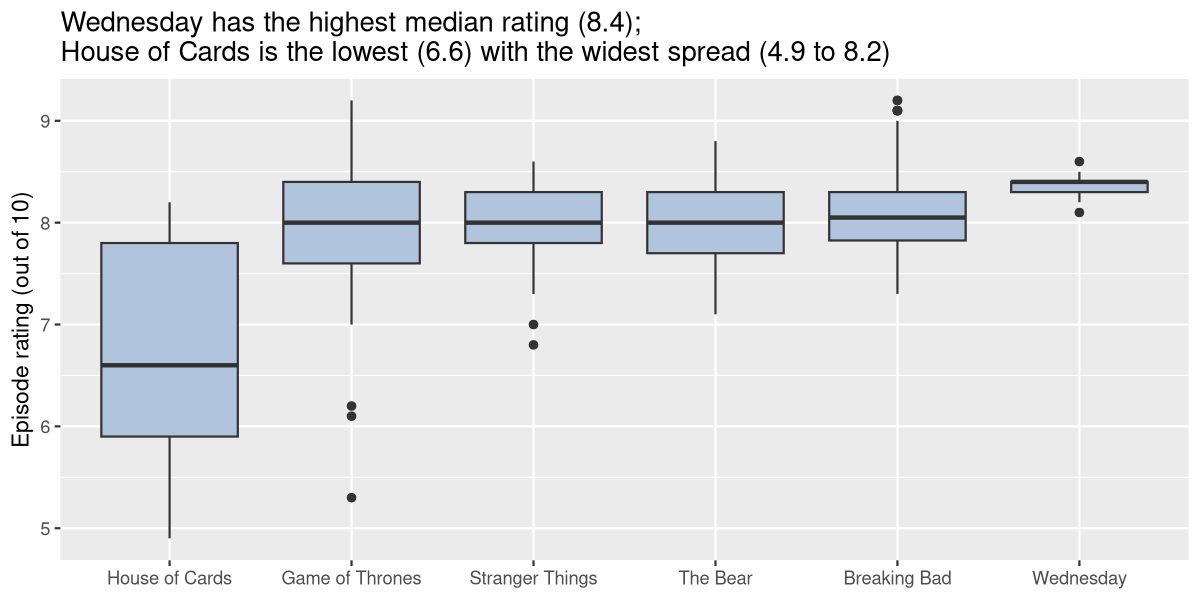 Wednesday has the highest median rating (8.4);
House of Cards is the lowest (6.6) with the widest spread (4.9 to 8.2)
Episode rating (out of 10)
9
8
7
6
5
House of Cards
Game of Thrones
Stranger Things
The Bear
Breaking Bad
Wednesday